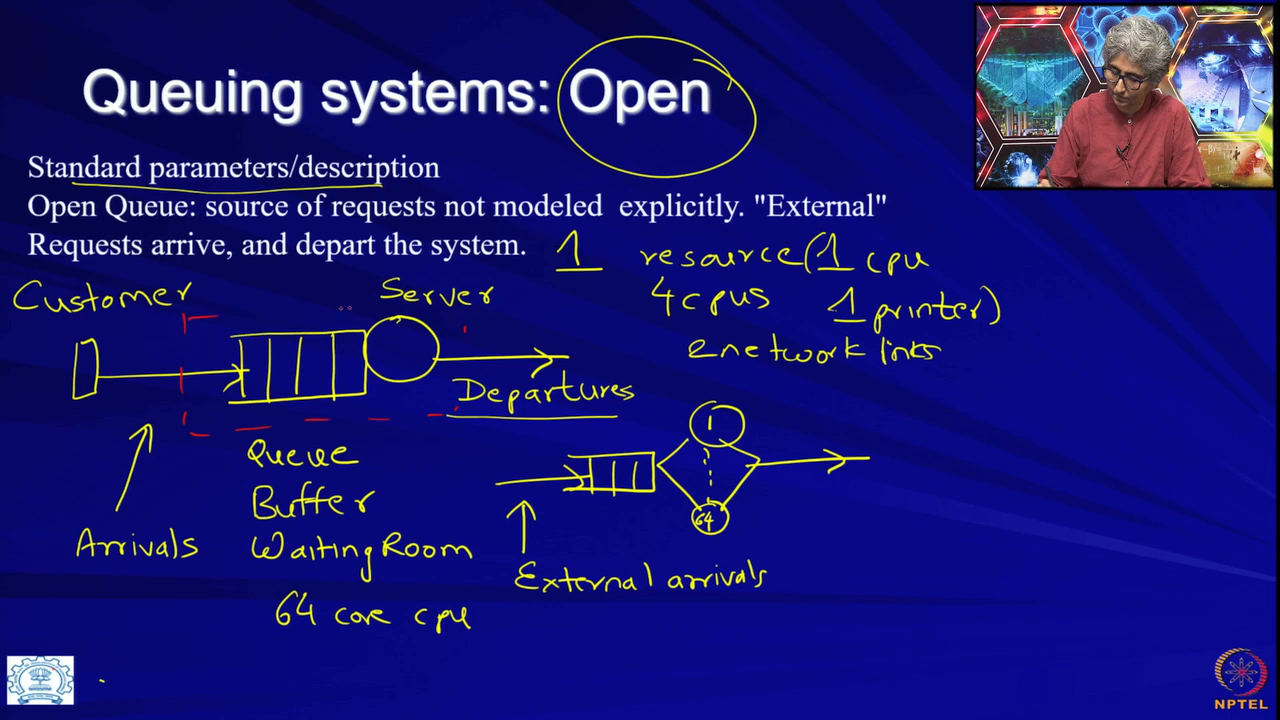 Queuing systems: Open
Standard parameters/description
Open Queue: source of requests not modeled explicitly. "External"
Requests arrive, and depart the system.
1 resource (1 cpu
4 cpus 1 printer)
2 network links
Customer
Server
Departures
Arrivals
Queue
Buffer
Waiting Room
64 core cpu
1
64
External arrivals
NPTEL